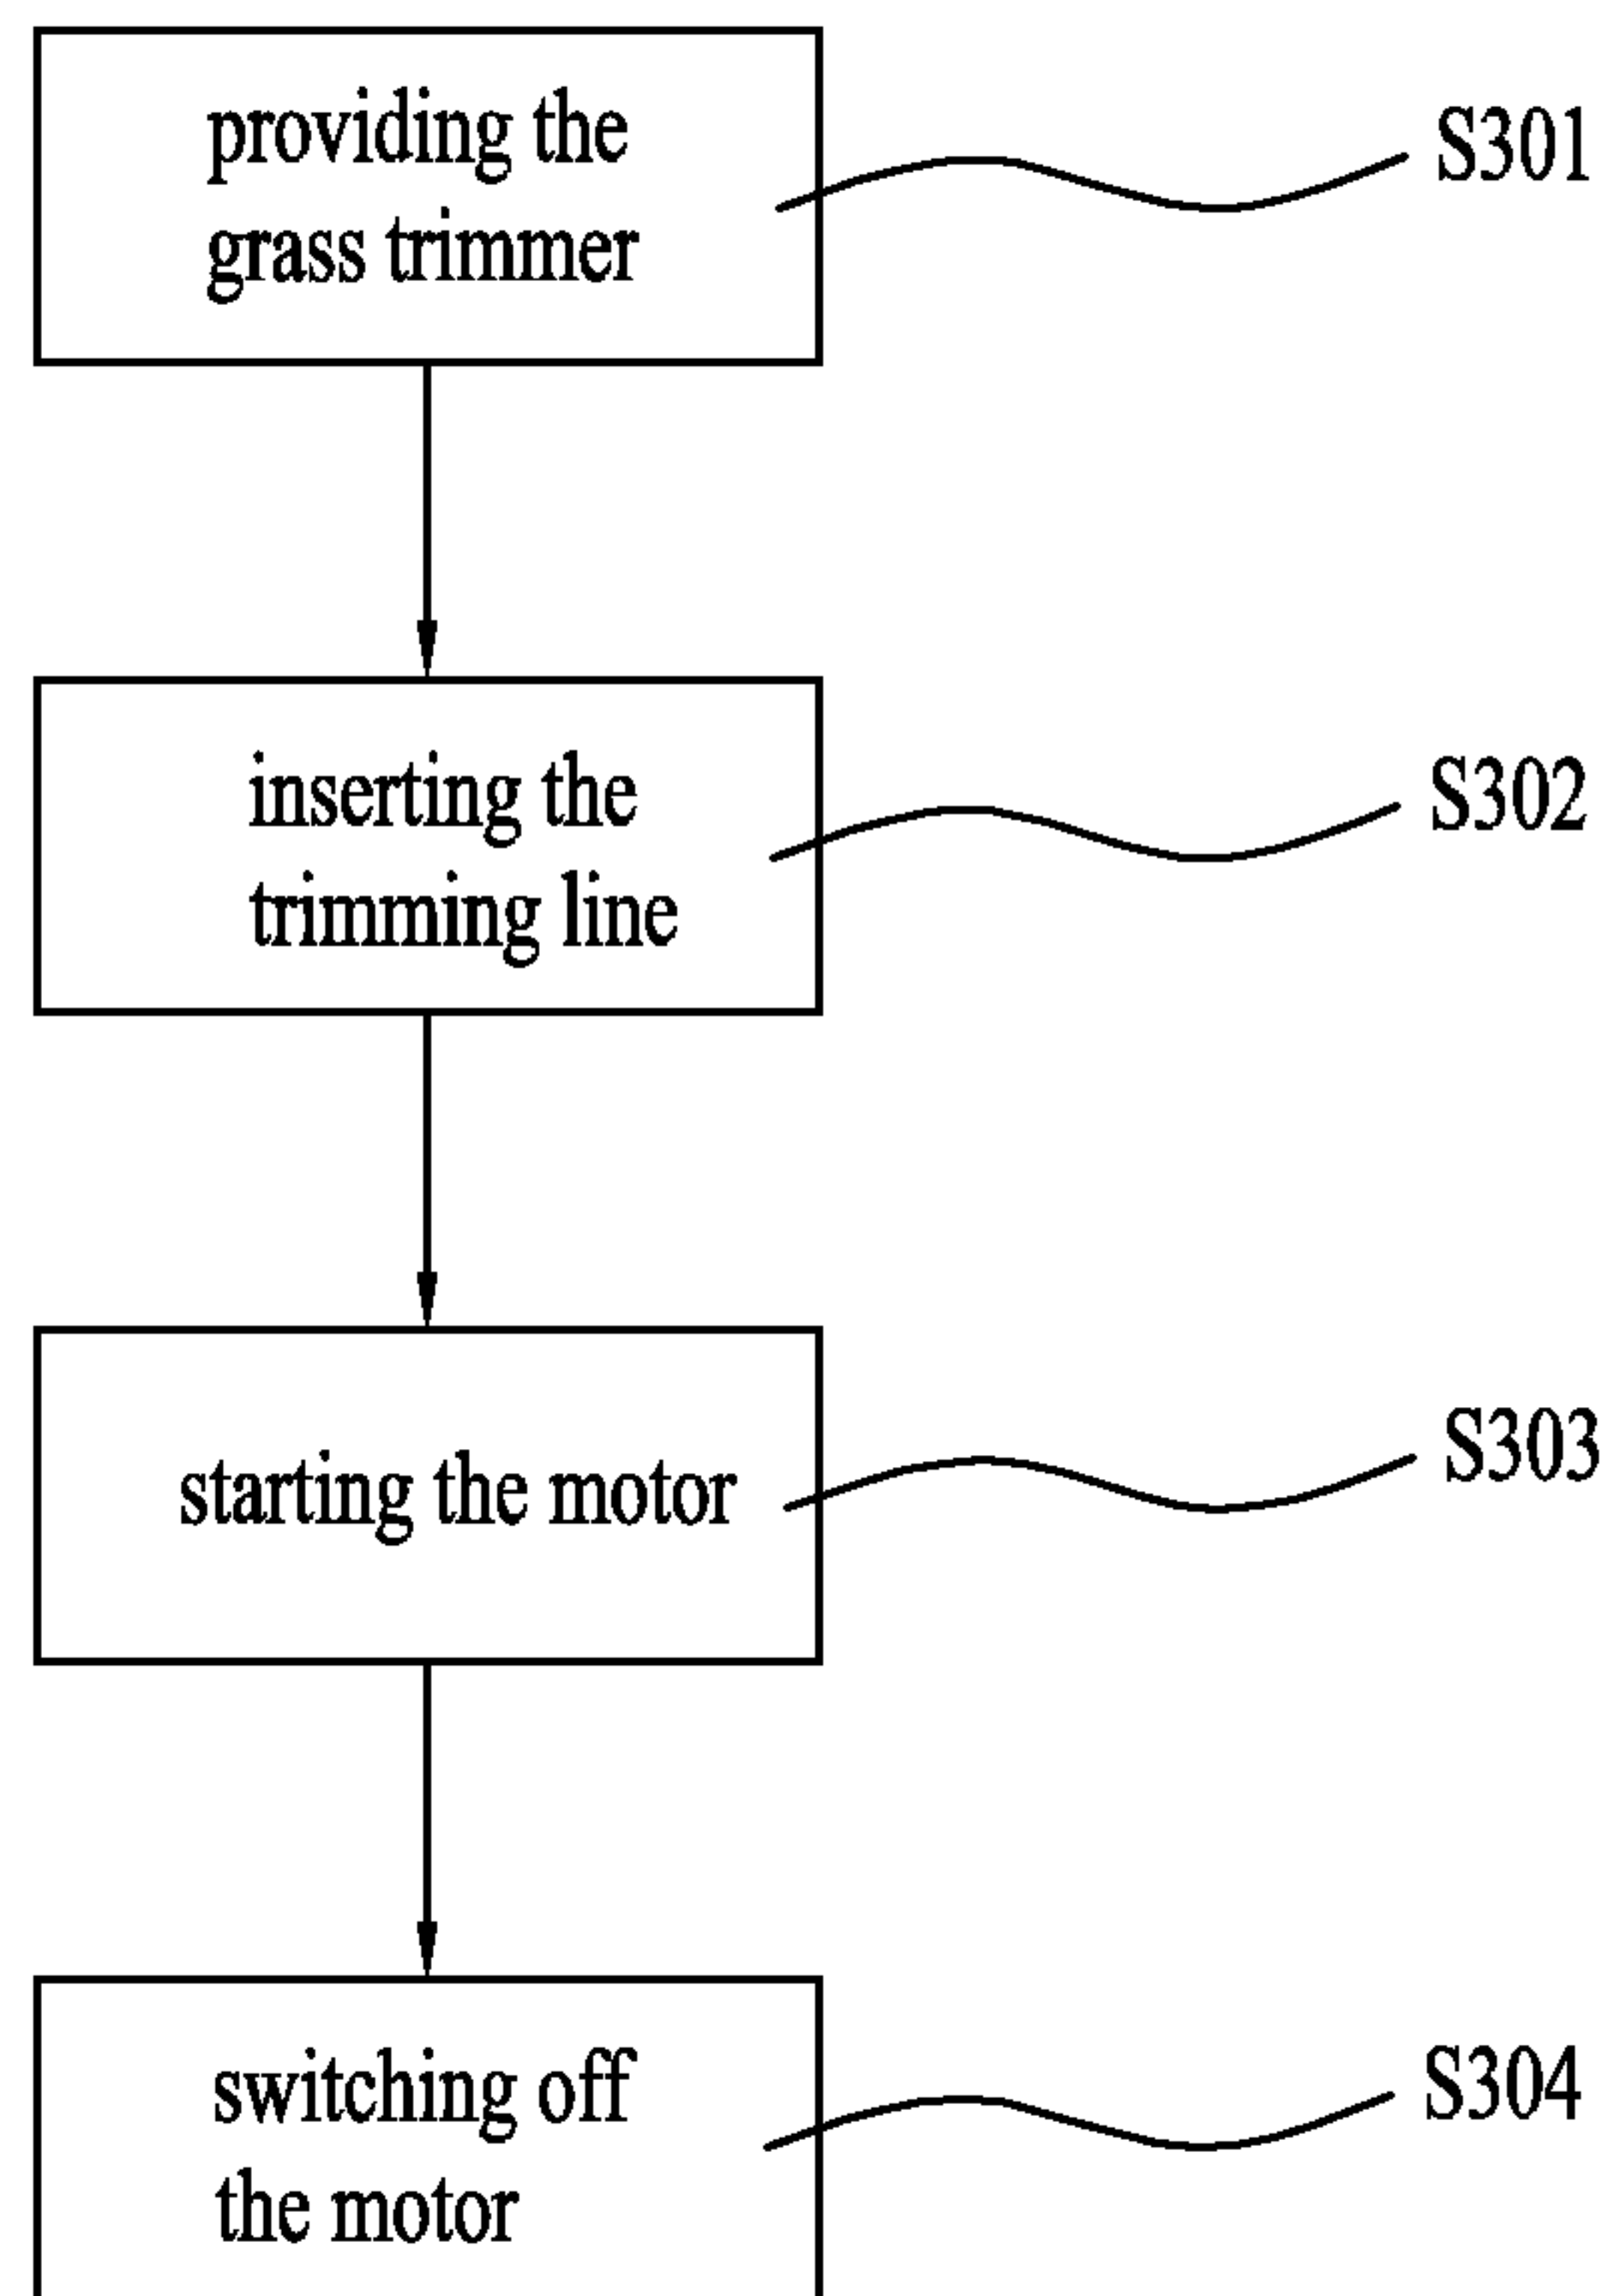 providing the
grass trimmer
S301
inserting the
trimming line
S302
starting the motor
S303
switching off
the motor
S304